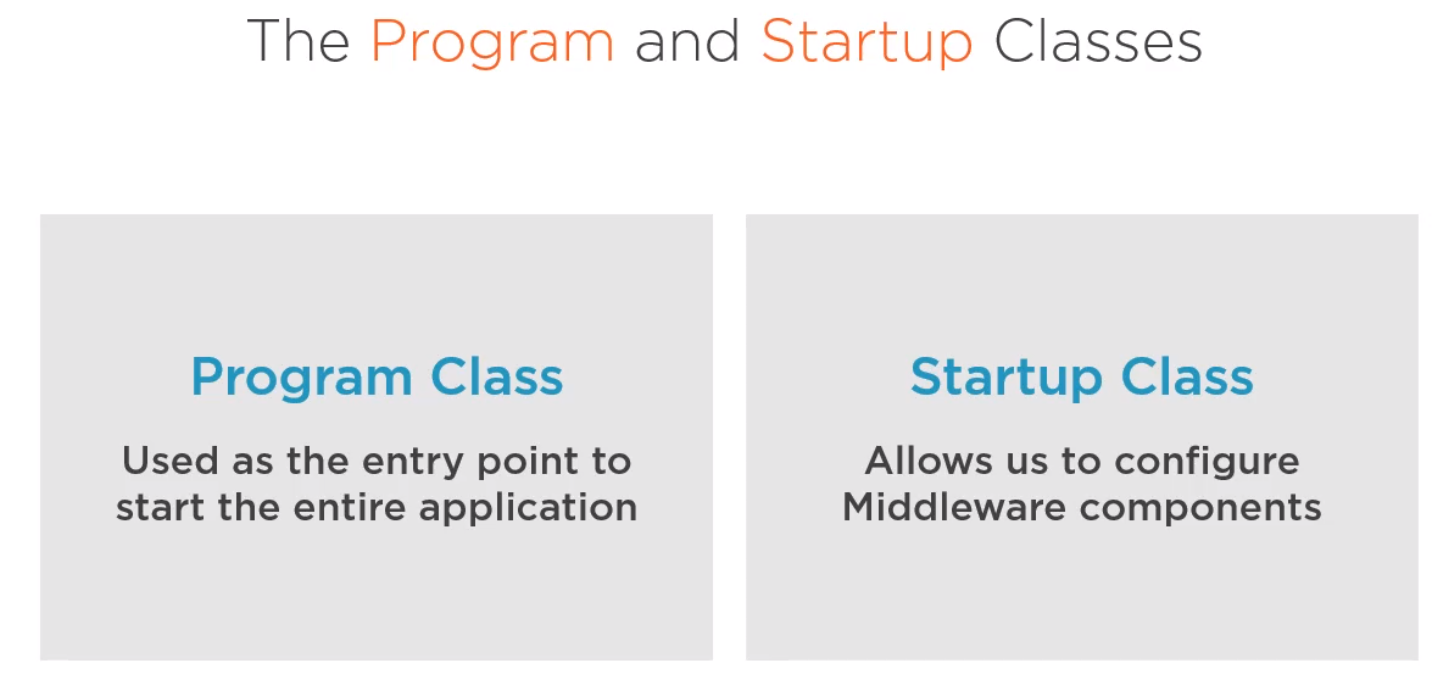 The Program and Startup Classes
Program Class
Used as the entry point to
start the entire application
Startup Class
Allows us to configure
Middleware components